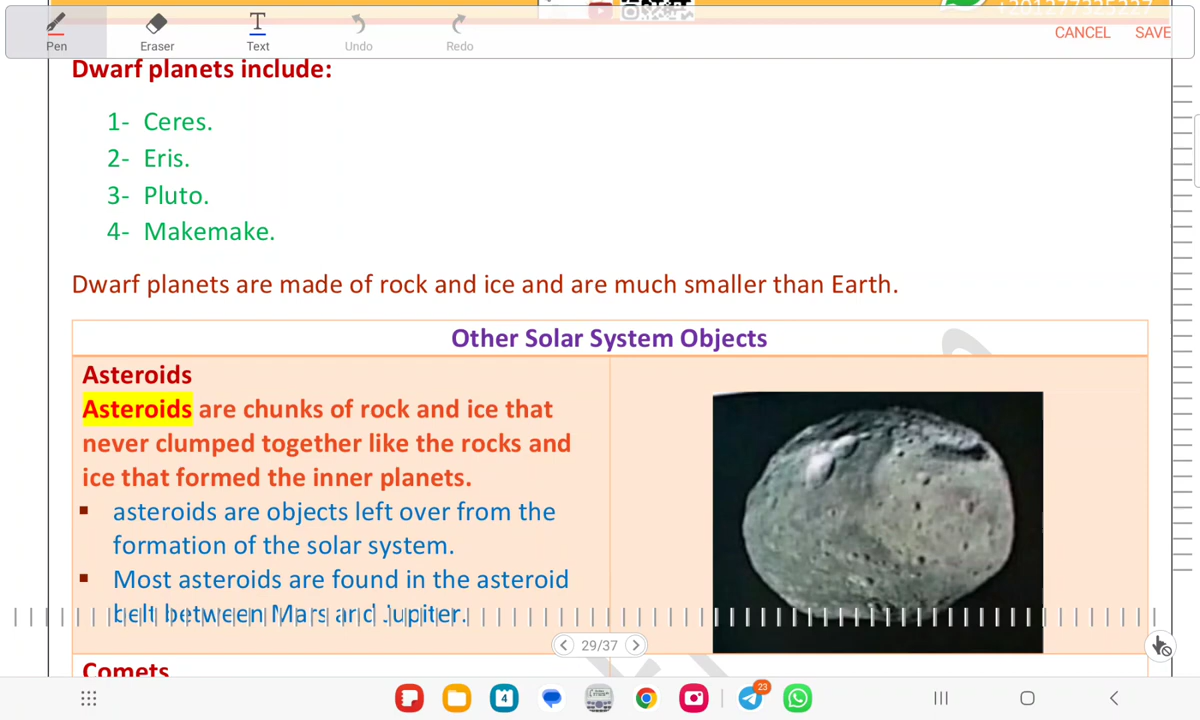 Pen
Eraser
Text
Undo
Redo
CANCEL
SAVE
Dwarf planets include:
1- Ceres.
2- Eris.
3- Pluto.
4- Makemake.
Dwarf planets are made of rock and ice and are much smaller than Earth.
Other Solar System Objects
Asteroids
Asteroids are chunks of rock and ice that
never clumped together like the rocks and
ice that formed the inner planets.
▪ asteroids are objects left over from the
formation of the solar system.
▪ Most asteroids are found in the asteroid
belt between Mars and Jupiter.
29/37
Comets
4
23